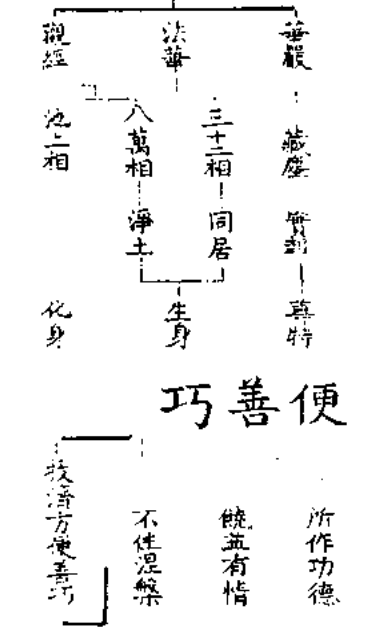 華嚴
法華
觀經
藏塵
三十二相
八萬相
池上相
實報
同居
淨土
真特
生身
化身
便善巧
所作功德
饒益有情
不住涅槃
拔濟方便善巧